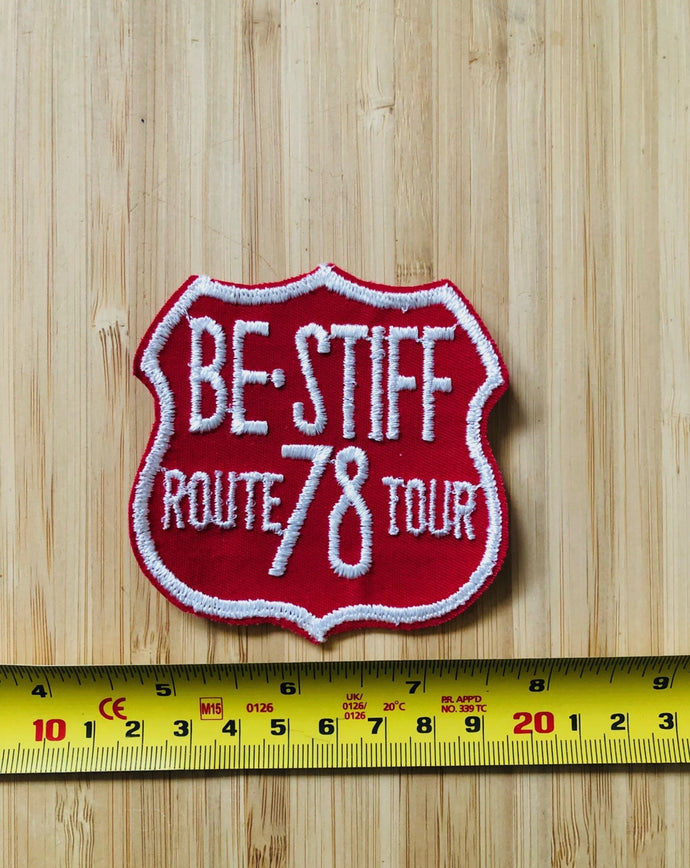 BE·STIFF
ROUTE 78 TOUR
4 5 6 7 8 9
CE M15 0126 UK/ 0126/ 0126 20°C P.R. APP'D NO. 339 TC
10 1 2 3 4 5 6 7 8 9 20 1 2 3